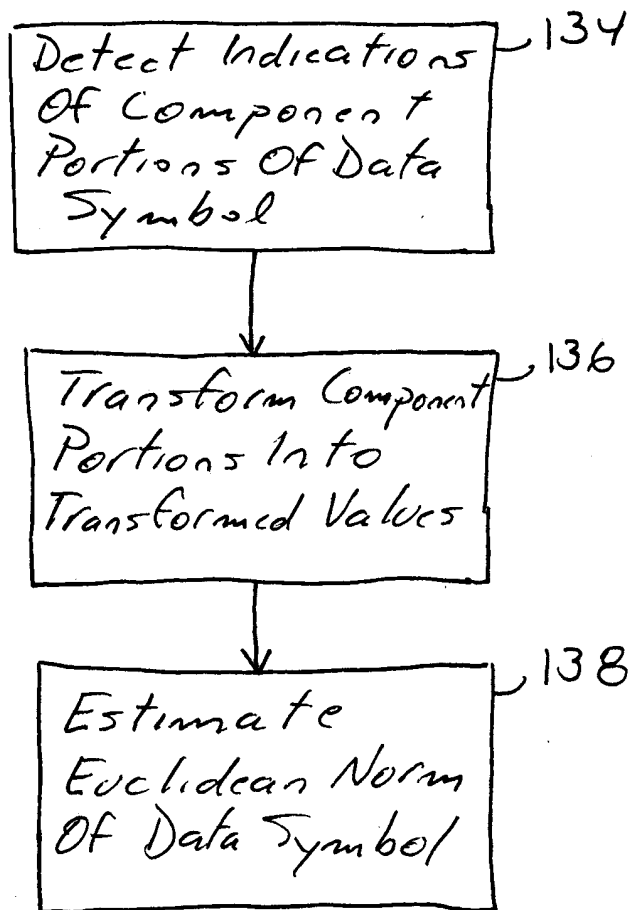 134
Detect Indications
Of Component
Portions Of Data
Symbol
136
Transform Component
Portions Into
Transformed Values
138
Estimate
Euclidean Norm
Of Data Symbol